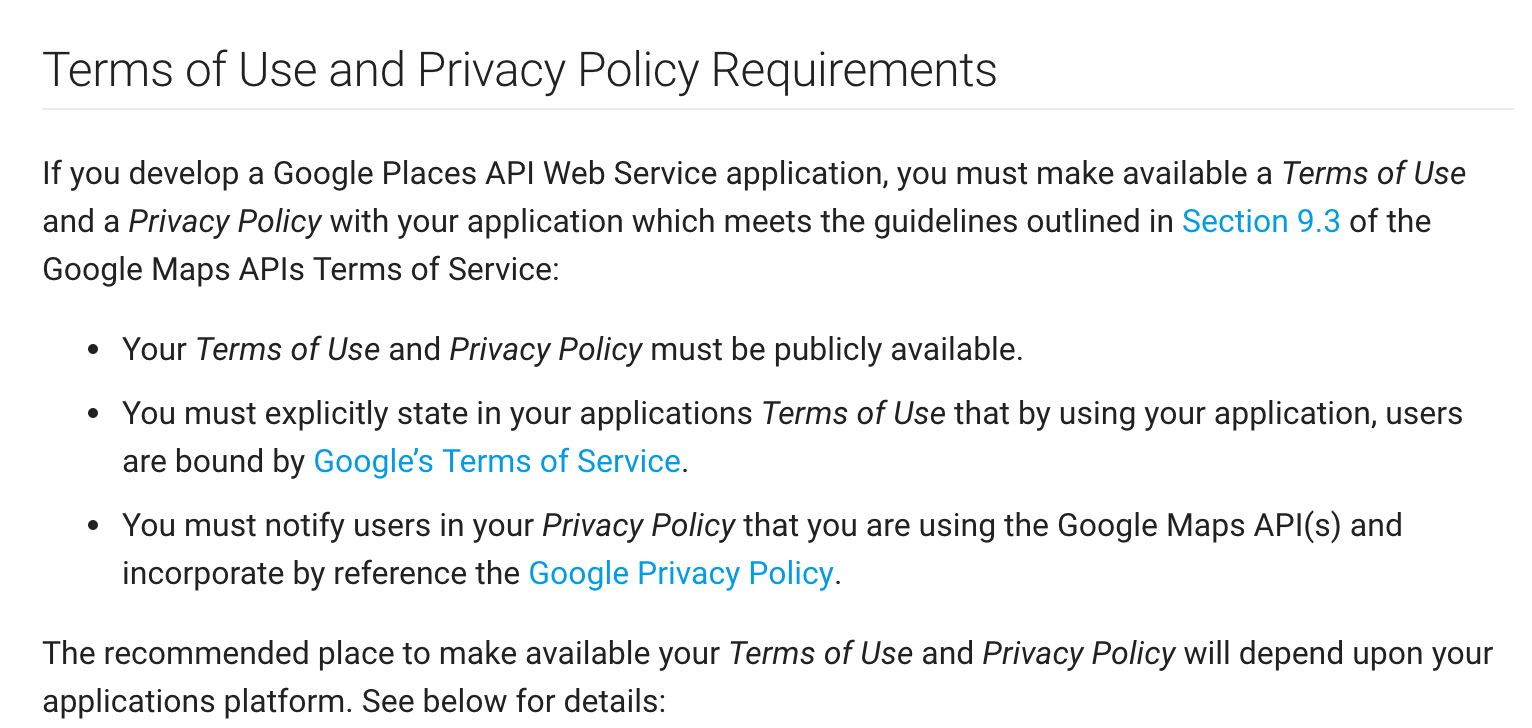 Terms of Use and Privacy Policy Requirements
If you develop a Google Places API Web Service application, you must make available a Terms of Use
and a Privacy Policy with your application which meets the guidelines outlined in Section 9.3 of the
Google Maps APIs Terms of Service:
• Your Terms of Use and Privacy Policy must be publicly available.
• You must explicitly state in your applications Terms of Use that by using your application, users
are bound by Google’s Terms of Service.
• You must notify users in your Privacy Policy that you are using the Google Maps API(s) and
incorporate by reference the Google Privacy Policy.
The recommended place to make available your Terms of Use and Privacy Policy will depend upon your
applications platform. See below for details: